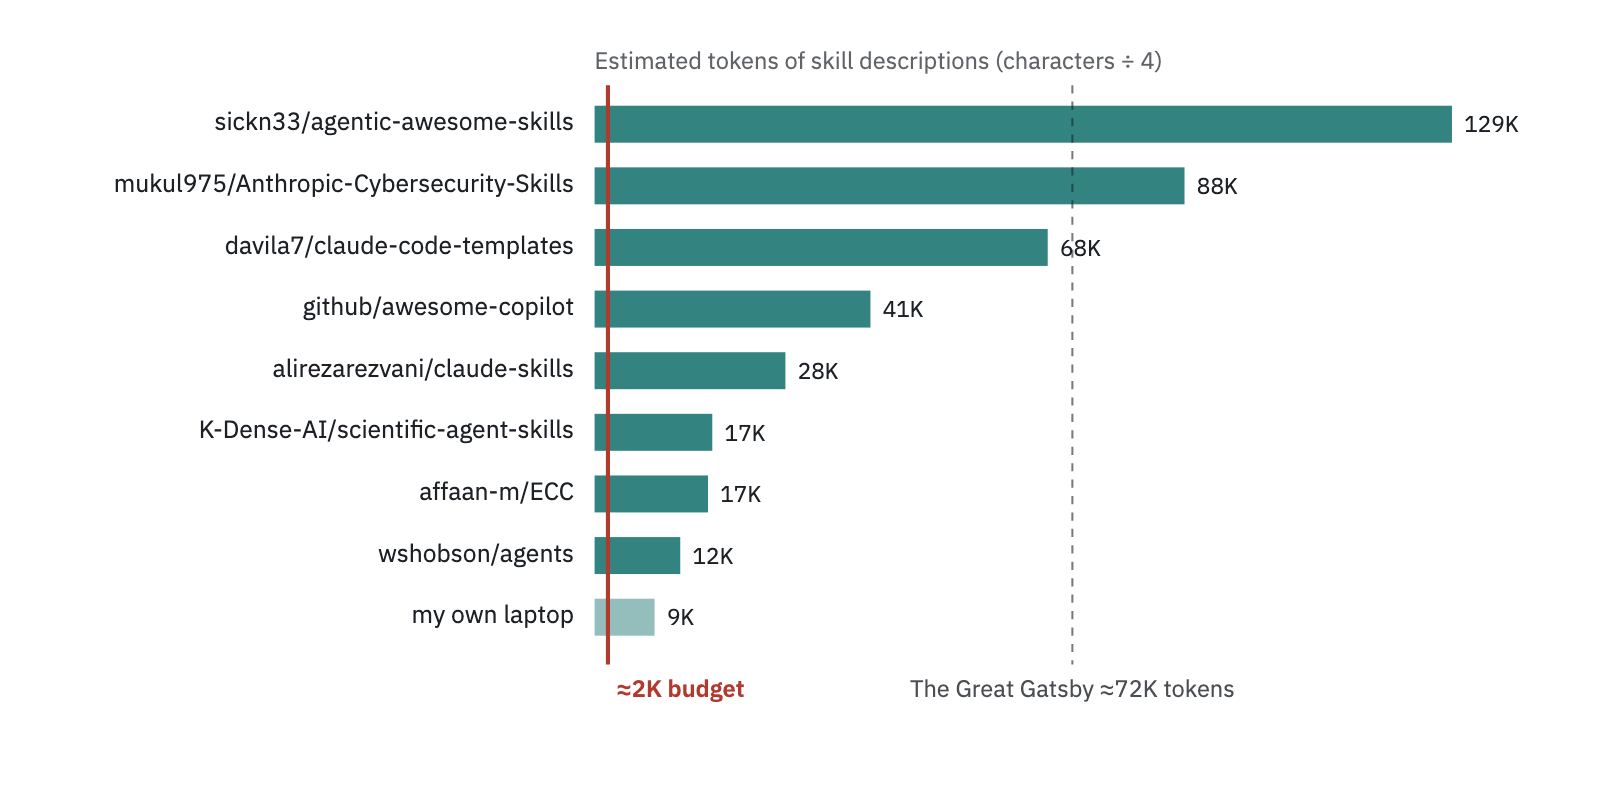 Estimated tokens of skill descriptions (characters ÷ 4)
sickn33/agentic-awesome-skills 129K
mukul975/Anthropic-Cybersecurity-Skills 88K
davila7/claude-code-templates 68K
github/awesome-copilot 41K
alirezarezvani/claude-skills 28K
K-Dense-AI/scientific-agent-skills 17K
affaan-m/ECC 17K
wshobson/agents 12K
my own laptop 9K
≈2K budget The Great Gatsby ≈72K tokens